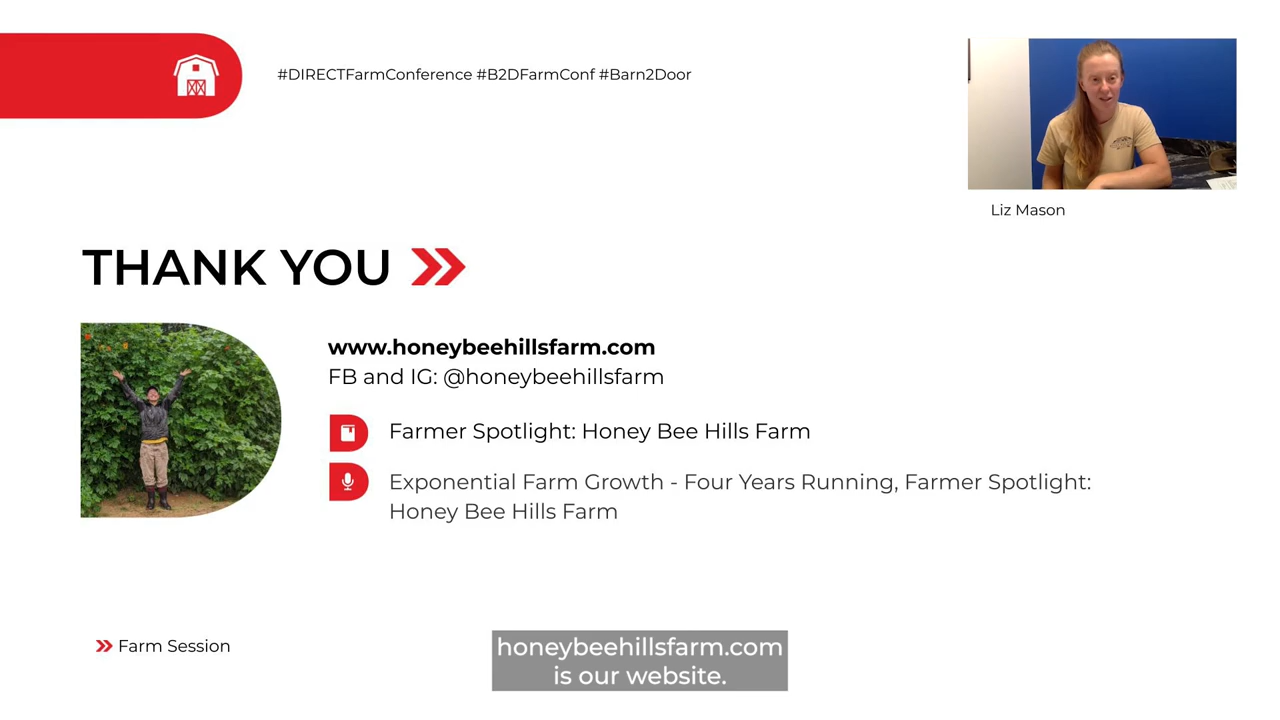 #DIRECTFarmConference #B2DFarmConf #Barn2Door
Liz Mason
THANK YOU
www.honeybeehillsfarm.com
FB and IG: @honeybeehillsfarm
Farmer Spotlight: Honey Bee Hills Farm
Exponential Farm Growth - Four Years Running, Farmer Spotlight:
Honey Bee Hills Farm
Farm Session
honeybeehillsfarm.com
is our website.